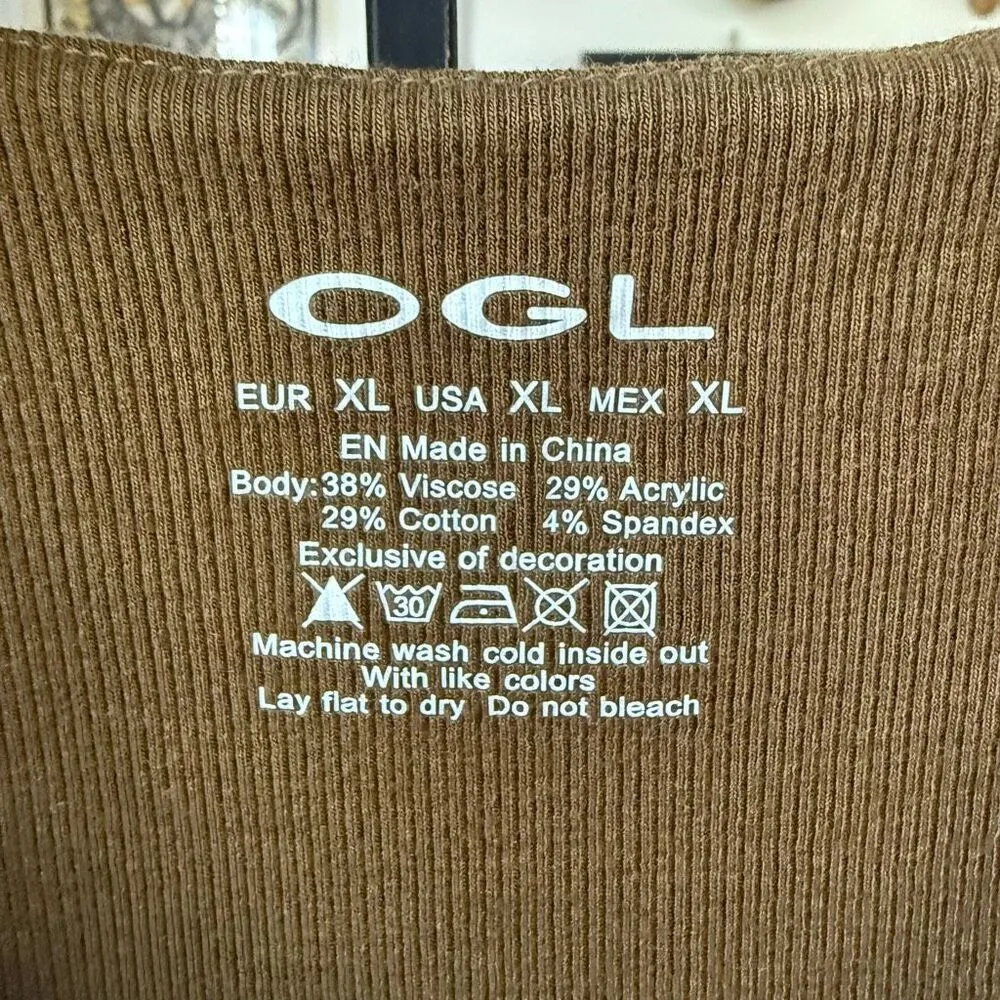 OGL
EUR XL USA XL MEX XL
EN Made in China
Body:38% Viscose 29% Acrylic
29% Cotton 4% Spandex
Exclusive of decoration
30
Machine wash cold inside out
With like colors
Lay flat to dry Do not bleach